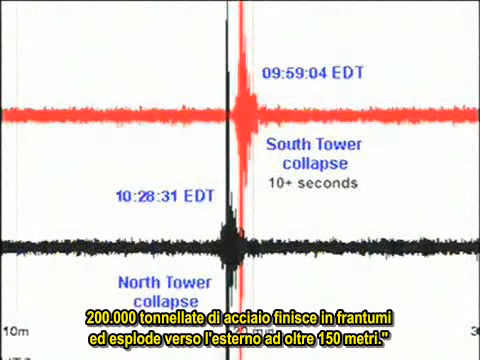 09:59:04 EDT
South Tower
collapse
10+ seconds
10:28:31 EDT
North Tower
collapse
200.000 tonnellate di acciaio finisce in frantumi
ed esplode verso l'esterno ad oltre 150 metri."
10m
min